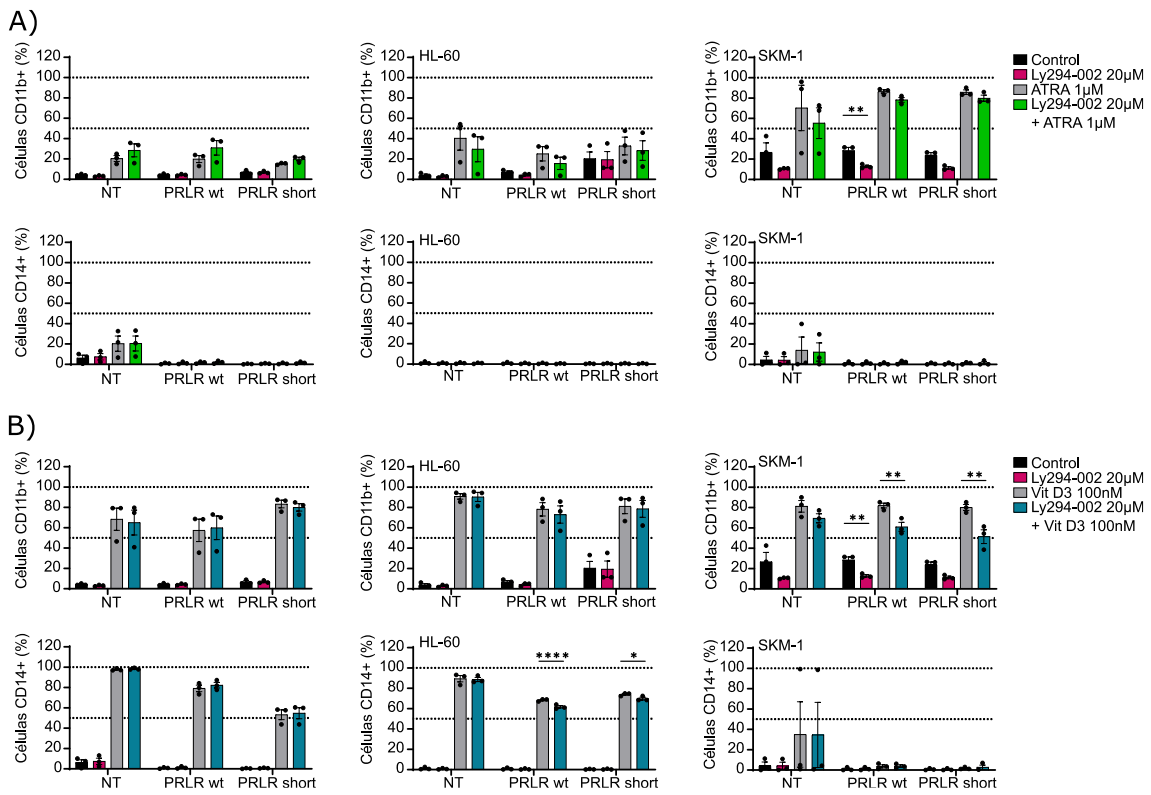 A)
HL-60
SKM-1
Control
Ly294-002 20µM
ATRA 1µM
Ly294-002 20µM
+ ATRA 1µM
Células CD11b+ (%)
120
100
80
60
40
20
0
NT
PRLR wt
PRLR short
Células CD11b+ (%)
120
100
80
60
40
20
0
NT
PRLR wt
PRLR short
Células CD11b+ (%)
120
100
80
60
40
20
0
**
NT
PRLR wt
PRLR short
HL-60
SKM-1
Células CD14+ (%)
120
100
80
60
40
20
0
NT
PRLR wt
PRLR short
Células CD14+ (%)
120
100
80
60
40
20
0
NT
PRLR wt
PRLR short
Células CD14+ (%)
120
100
80
60
40
20
0
NT
PRLR wt
PRLR short
B)
HL-60
SKM-1
Control
Ly294-002 20µM
Vit D3 100nM
Ly294-002 20µM
+ Vit D3 100nM
Células CD11b+ (%)
120
100
80
60
40
20
0
NT
PRLR wt
PRLR short
Células CD11b+ (%)
120
100
80
60
40
20
0
NT
PRLR wt
PRLR short
Células CD11b+ (%)
120
100
80
60
40
20
0
**
**
**
NT
PRLR wt
PRLR short
HL-60
SKM-1
Células CD14+ (%)
120
100
80
60
40
20
0
NT
PRLR wt
PRLR short
Células CD14+ (%)
120
100
80
60
40
20
0
****
*
NT
PRLR wt
PRLR short
Células CD14+ (%)
120
100
80
60
40
20
0
NT
PRLR wt
PRLR short